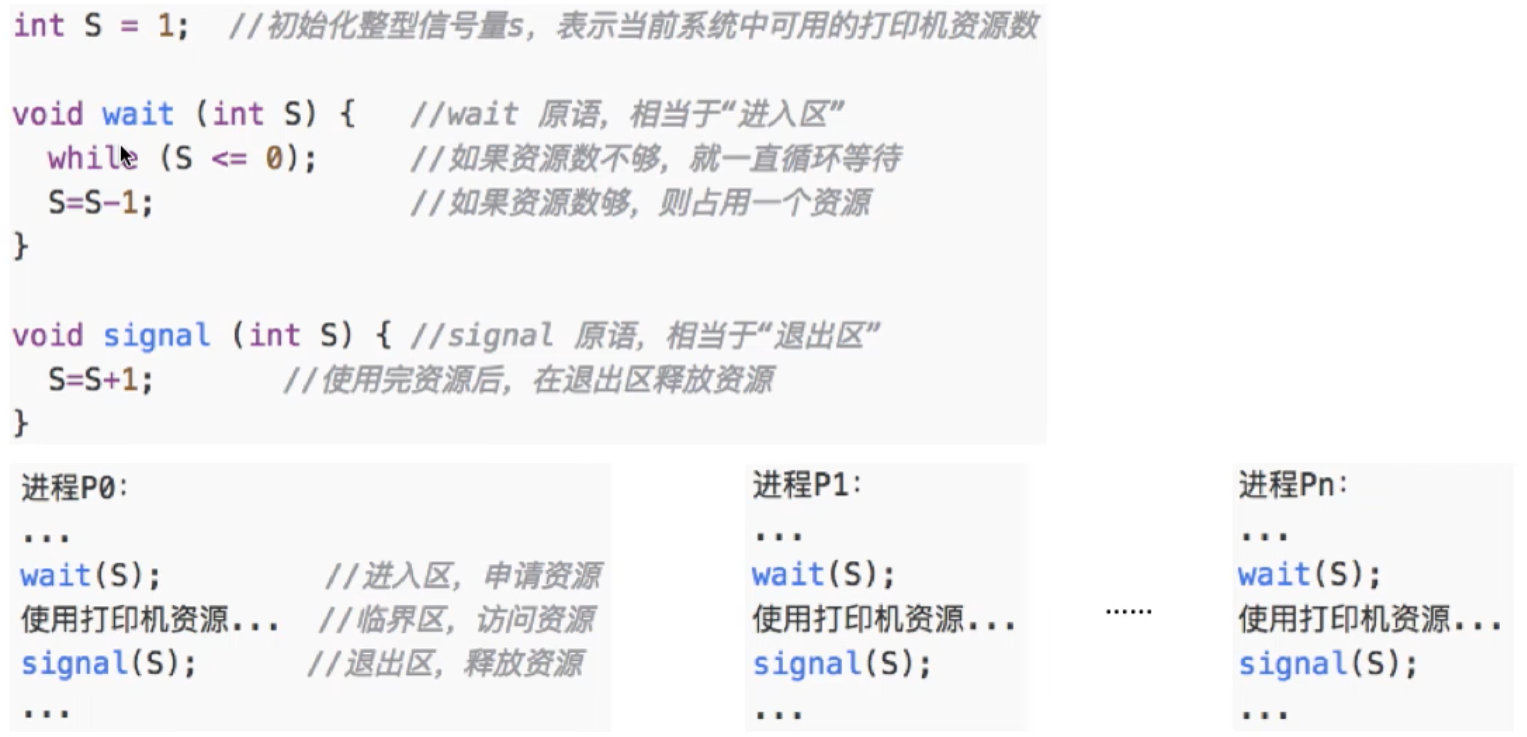 int S = 1;  //初始化整型信号量s，表示当前系统中可用的打印机资源数
void wait (int S) {   //wait 原语，相当于“进入区”
while (S <= 0);      //如果资源数不够，就一直循环等待
S=S-1;               //如果资源数够，则占用一个资源
}
void signal (int S) { //signal 原语，相当于“退出区”
S=S+1;        //使用完资源后，在退出区释放资源
}
进程P0:
...
wait(S);          //进入区，申请资源
使用打印机资源...  //临界区，访问资源
signal(S);       //退出区，释放资源
...
进程P1:
...
wait(S);
使用打印机资源...
signal(S);
...
......
进程Pn:
...
wait(S);
使用打印机资源...
signal(S);
...